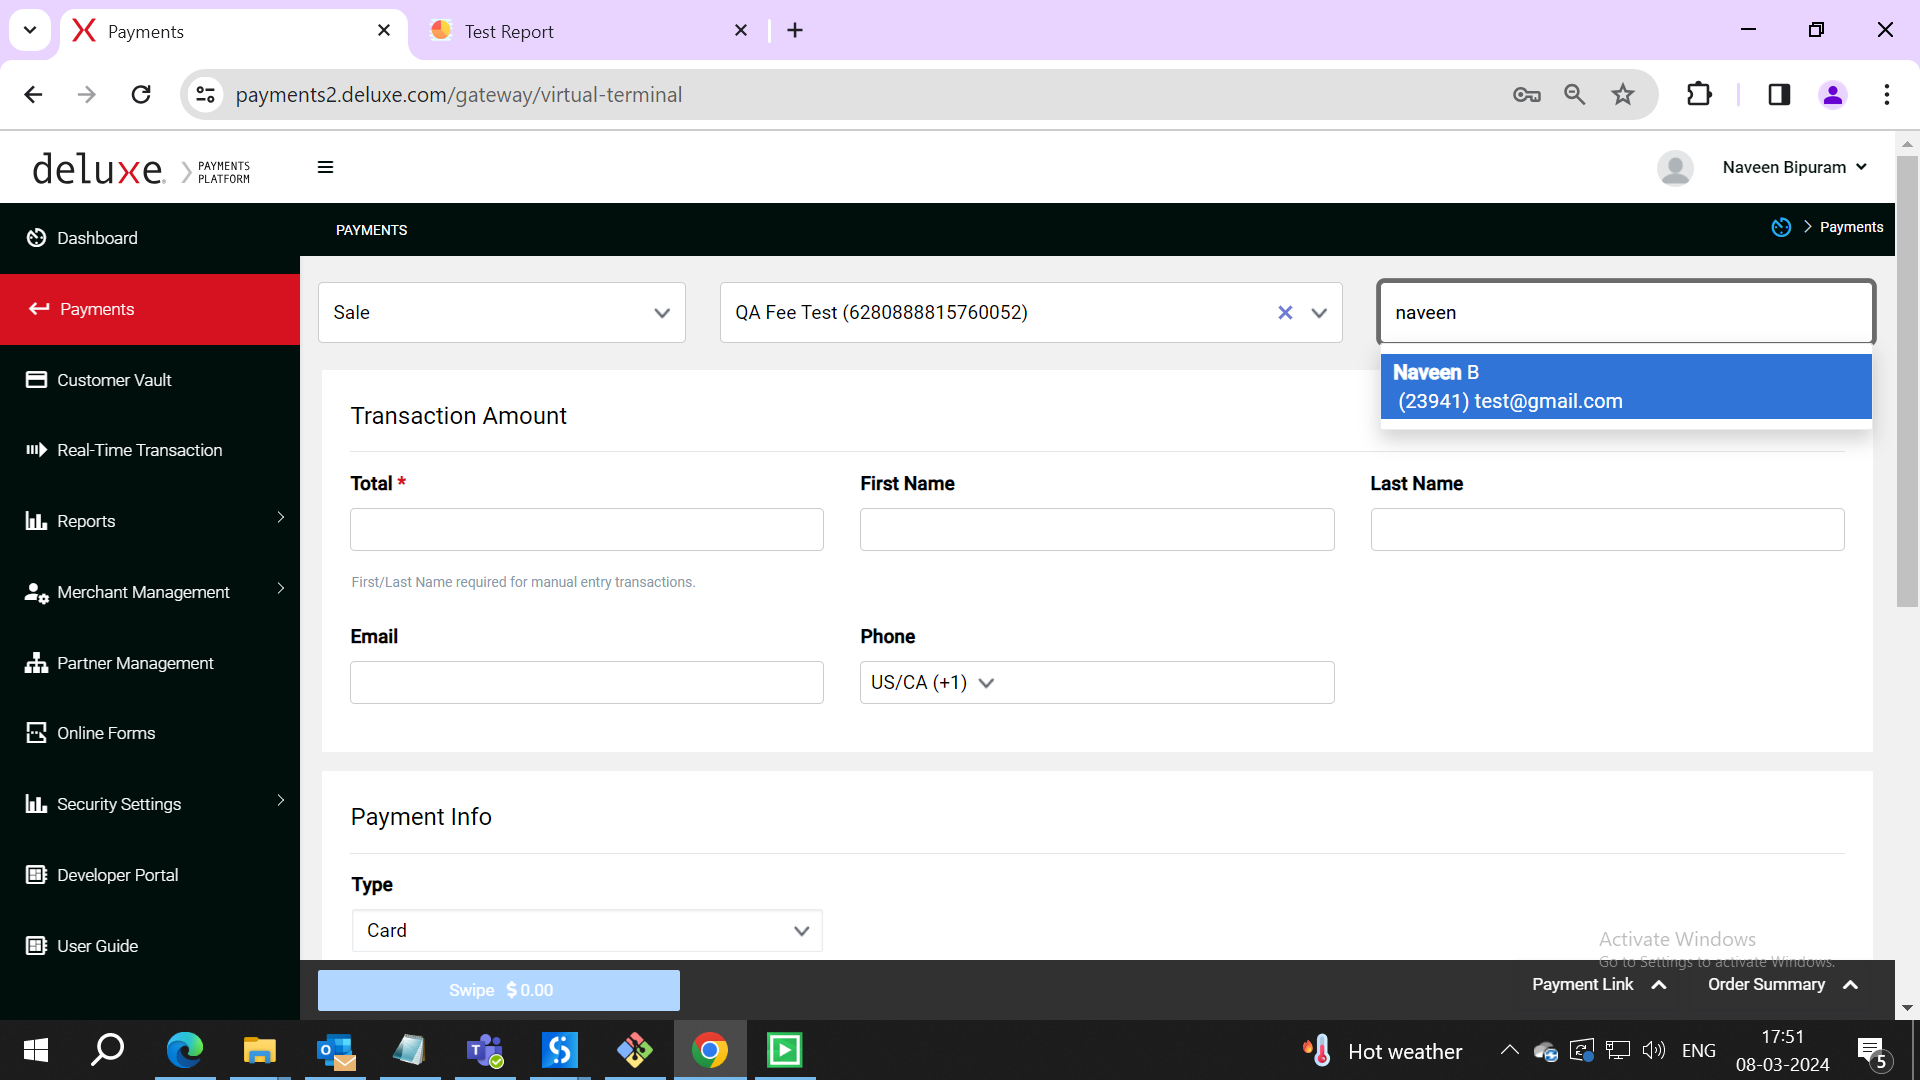 Payments
Test Report
payments2.deluxe.com/gateway/virtual-terminal
deluxe.
PAYMENTS
PLATFORM
Naveen Bipuram
Dashboard
Payments
Customer Vault
Real-Time Transaction
Reports
Merchant Management
Partner Management
Online Forms
Security Settings
Developer Portal
User Guide
PAYMENTS
Payments
Sale
QA Fee Test (6280888815760052)
naveen
Naveen B
(23941) test@gmail.com
Transaction Amount
Total *
First Name
Last Name
First/Last Name required for manual entry transactions.
Email
Phone
US/CA (+1)
Payment Info
Type
Card
Activate Windows
Go to Settings to activate Windows.
Swipe $ 0.00
Payment Link
Order Summary
Hot weather
ENG
17:51
08-03-2024
5